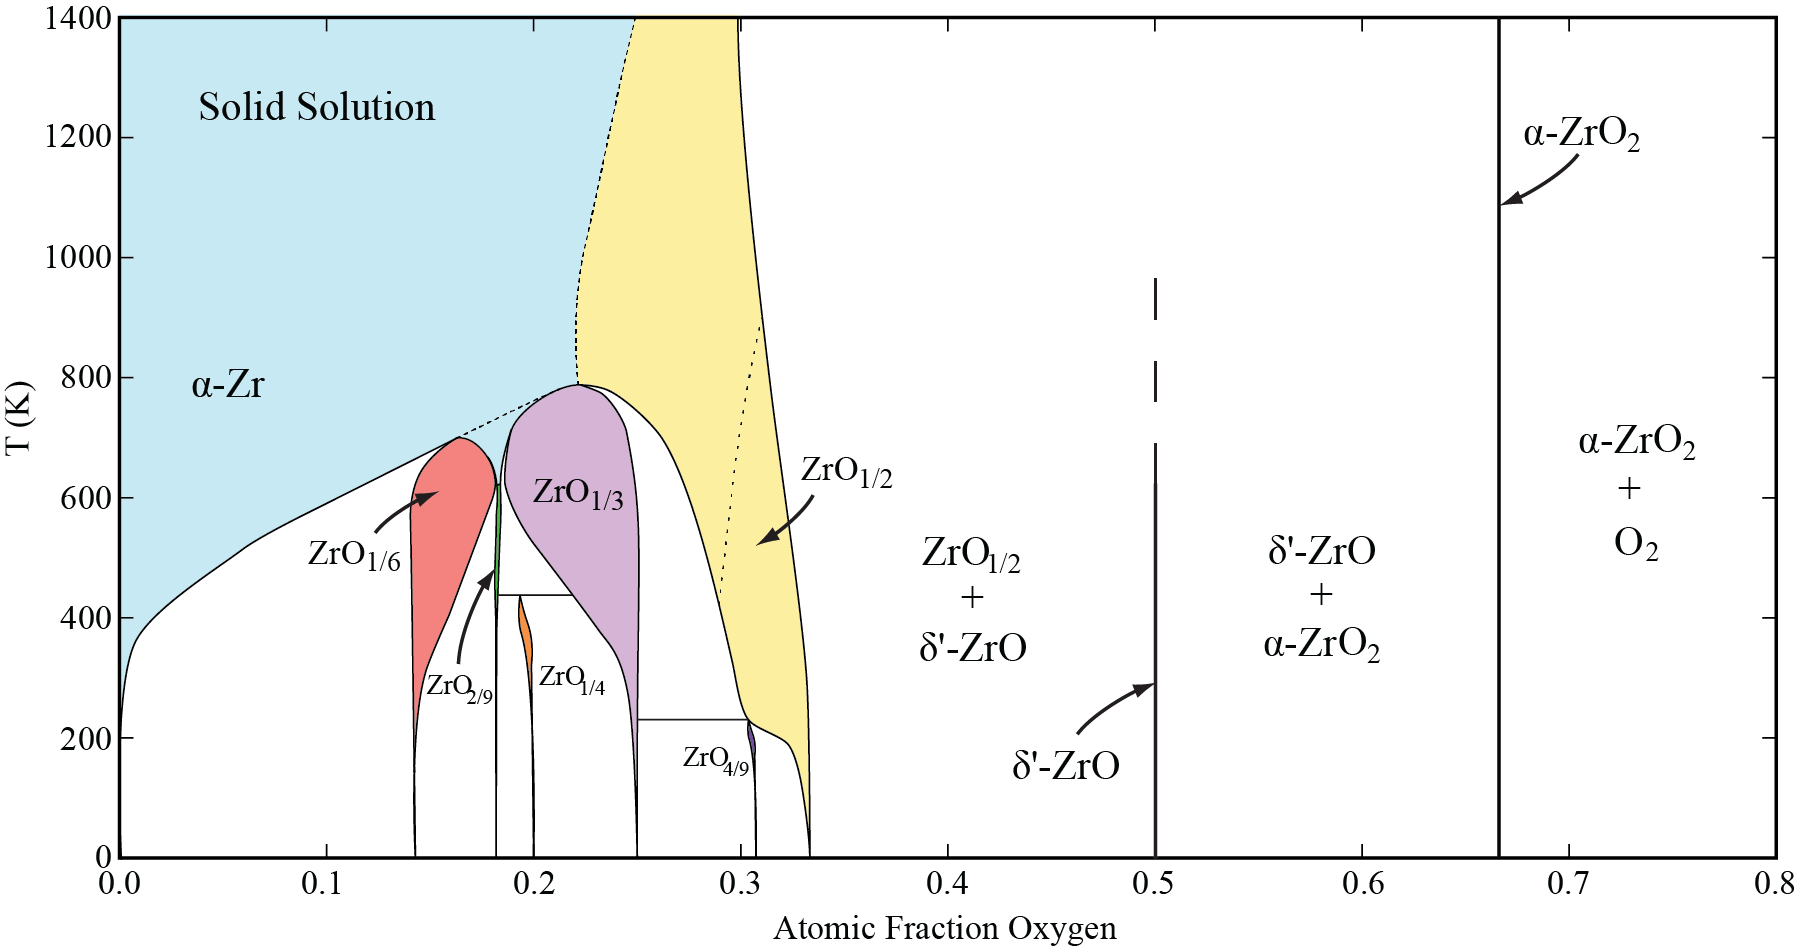 1400
1200
1000
800
600
400
200
0
T (K)
Solid Solution
α-Zr
α-ZrO2
ZrO1/2
ZrO1/3
ZrO1/6
ZrO2/9
ZrO1/4
ZrO4/9
ZrO1/2
+
δ'-ZrO
δ'-ZrO
+
α-ZrO2
α-ZrO2
+
O2
δ'-ZrO
0.0 0.1 0.2 0.3 0.4 0.5 0.6 0.7 0.8
Atomic Fraction Oxygen